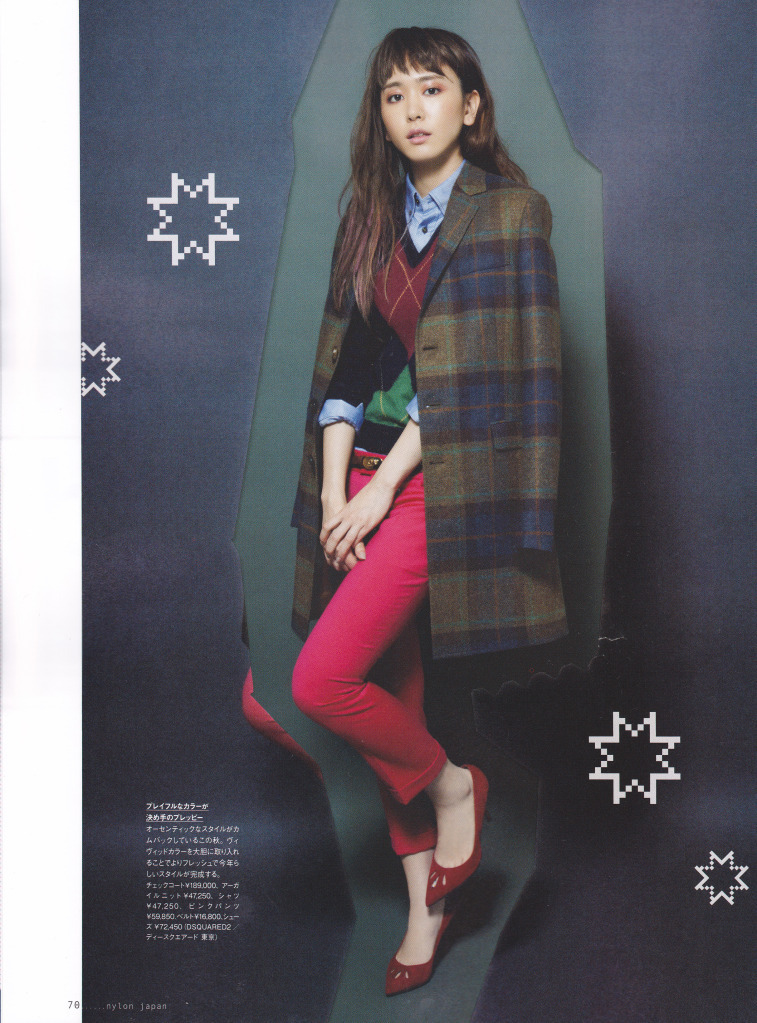 プレイフルなカラーが
決め手のプレッピー
オーセンティックなスタイルがカ
ムバックしているこの秋。ヴィ
ヴィッドカラーを大胆に取り入れ
ることでよりフレッシュで今年ら
しいスタイルが完成する。
チェックコート¥189,000、アーガ
イルニット¥47,250、シャツ
¥47,250、ピンクパンツ
¥59,850、ベルト¥16,800、シュー
ズ ¥72,450(DSQUARED2/
ディースクエアード 東京)
70.....nylon japan